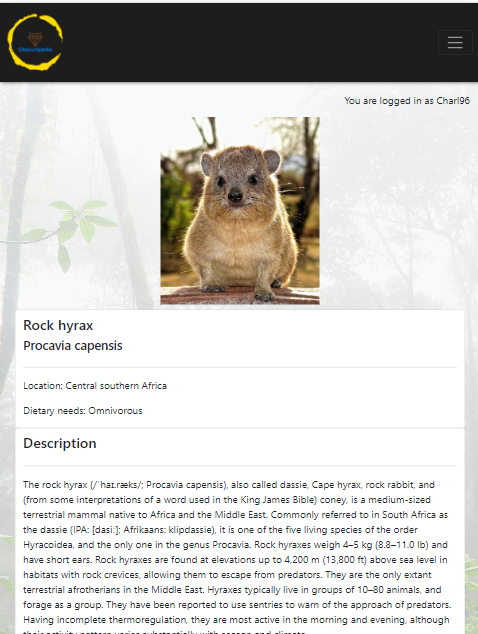 You are logged in as Charl96
Rock hyrax
Procavia capensis
Location: Central southern Africa
Dietary needs: Omnivorous
Description
The rock hyrax (/ˈhaɪ.ræks/; Procavia capensis), also called dassie, Cape hyrax, rock rabbit, and
(from some interpretations of a word used in the King James Bible) coney, is a medium-sized
terrestrial mammal native to Africa and the Middle East. Commonly referred to in South Africa as
the dassie (IPA: [dasiː]; Afrikaans: klipdassie), it is one of the five living species of the order
Hyracoidea, and the only one in the genus Procavia. Rock hyraxes weigh 4–5 kg (8.8–11.0 lb) and
have short ears. Rock hyraxes are found at elevations up to 4,200 m (13,800 ft) above sea level in
habitats with rock crevices, allowing them to escape from predators. They are the only extant
terrestrial afrotherians in the Middle East. Hyraxes typically live in groups of 10–80 animals, and
forage as a group. They have been reported to use sentries to warn of the approach of predators.
Having incomplete thermoregulation, they are most active in the morning and evening, although
their activity pattern varies substantially with season and climate.